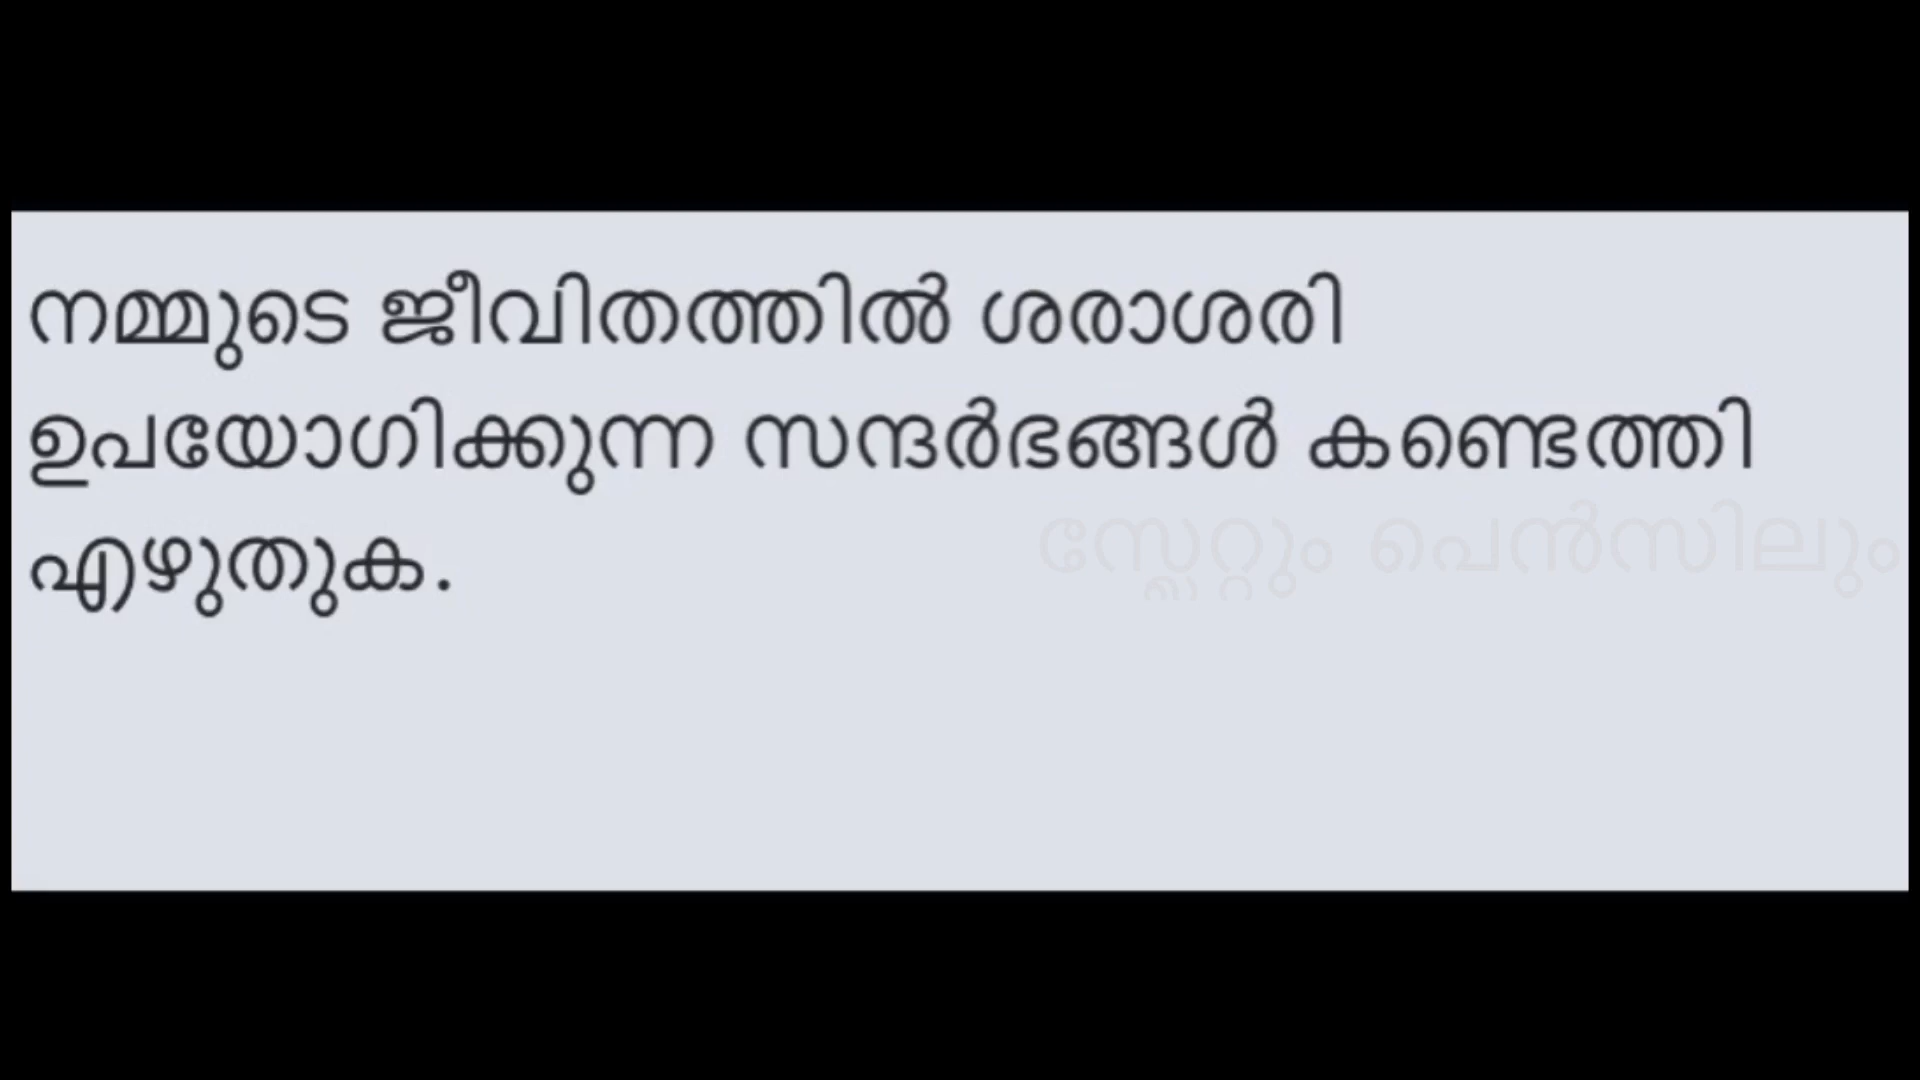 നമ്മുടെ ജീവിതത്തിൽ ശരാശരി
ഉപയോഗിക്കുന്ന സന്ദർഭങ്ങൾ കണ്ടെത്തി
എഴുതുക.
സ്ലേറ്റും പെൻസിലും